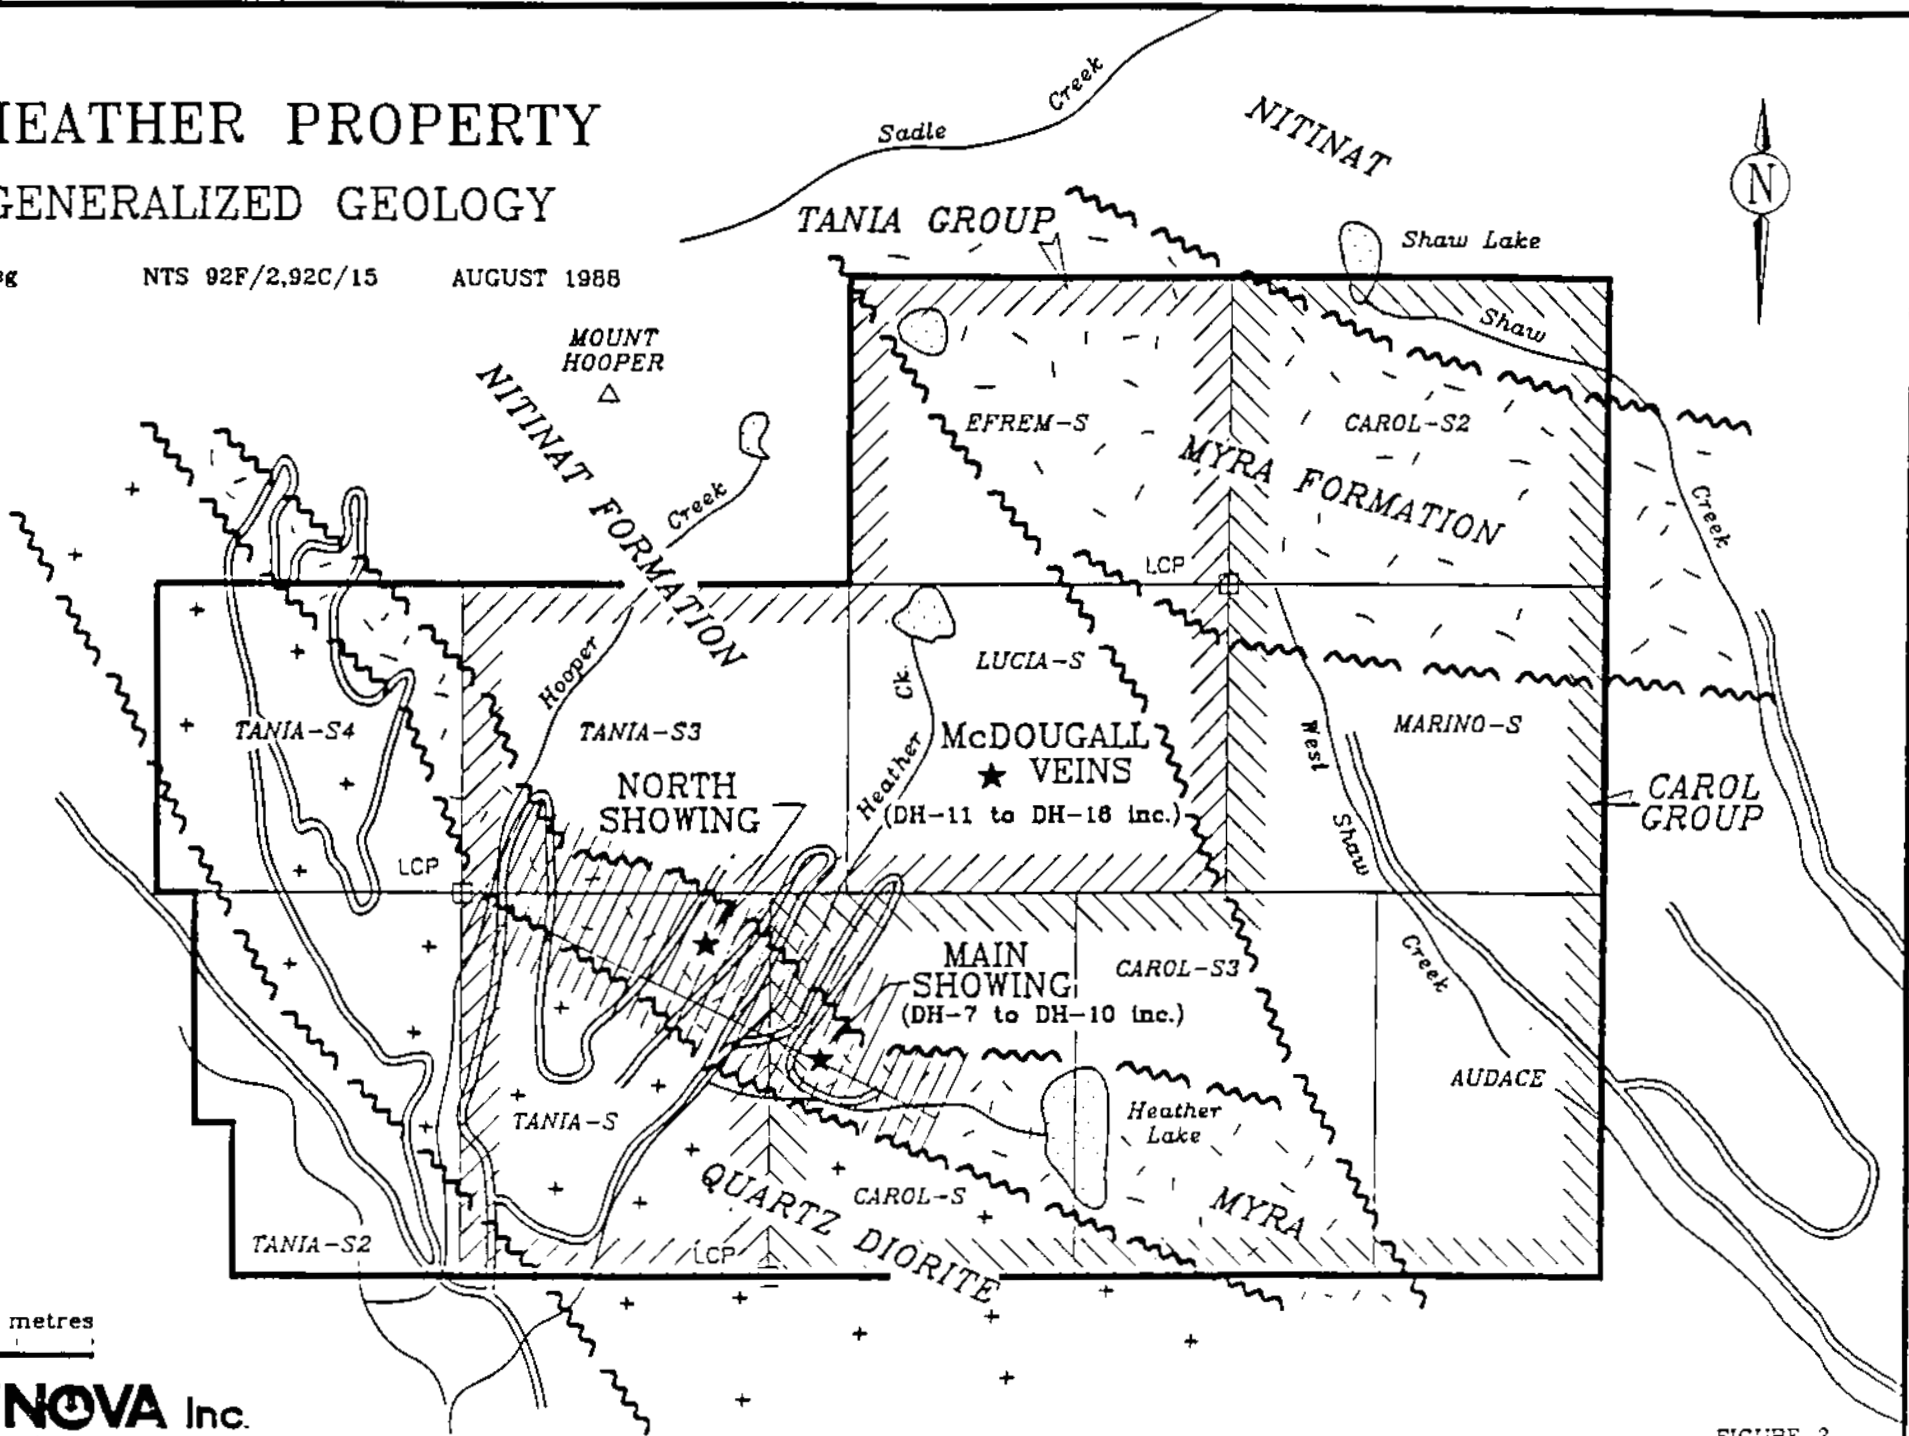 HEATHER PROPERTY
GENERALIZED GEOLOGY
NTS 92F/2,92C/15 AUGUST 1988
Sadle Creek
NITINAT
N
TANIA GROUP
Shaw Lake
Shaw
Creek
MOUNT
HOOPER
NITINAT FORMATION
Creek
Hooper
EFREM-S
CAROL-S2
MYRA FORMATION
LCP
LUCIA-S
Heather Ck.
TANIA-S4
TANIA-S3
McDOUGALL
VEINS
(DH-11 to DH-18 inc.)
MARINO-S
West Shaw Creek
NORTH
SHOWING
CAROL
GROUP
LCP
MAIN
SHOWING
(DH-7 to DH-10 inc.)
CAROL-S3
AUDACE
TANIA-S
Heather
Lake
CAROL-S
QUARTZ DIORITE
MYRA
TANIA-S2
LCP
metres
NOVA Inc.
FIGURE